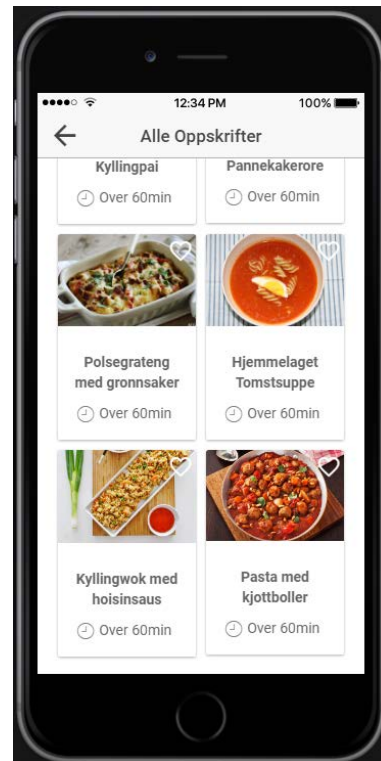 12:34 PM
100%
Alle Oppskrifter
Kyllingpai
Pannekakerore
Over 60min
Over 60min
Polsegrateng
med gronnsaker
Hjemmelaget
Tomstsuppe
Over 60min
Over 60min
Kyllingwok med
hoisinsaus
Pasta med
kjottboller
Over 60min
Over 60min